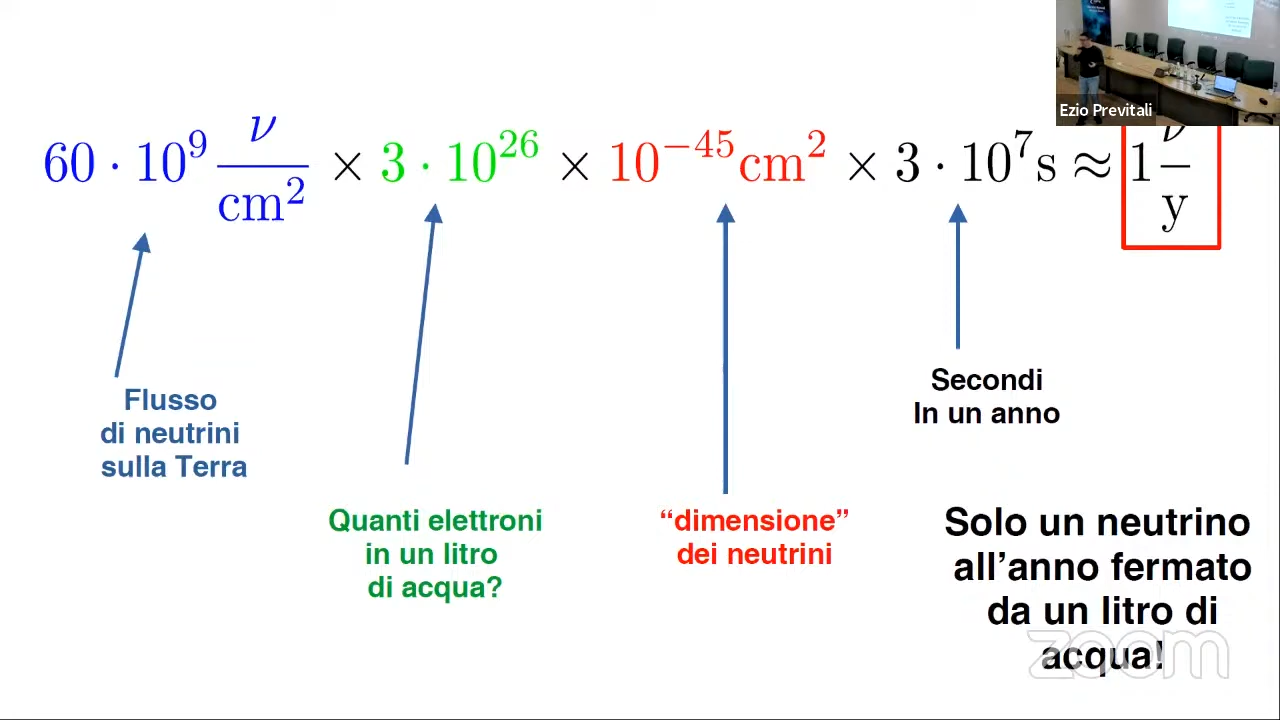 Ezio Previtali
60 · 10⁹ ν/cm² × 3 · 10²⁶ × 10⁻⁴⁵cm² × 3 · 10⁷s ≈ 1 ν/y
Flusso
di neutrini
sulla Terra
Quanti elettroni
in un litro
di acqua?
“dimensione”
dei neutrini
Secondi
In un anno
Solo un neutrino
all’anno fermato
da un litro di
acqua!
zoom